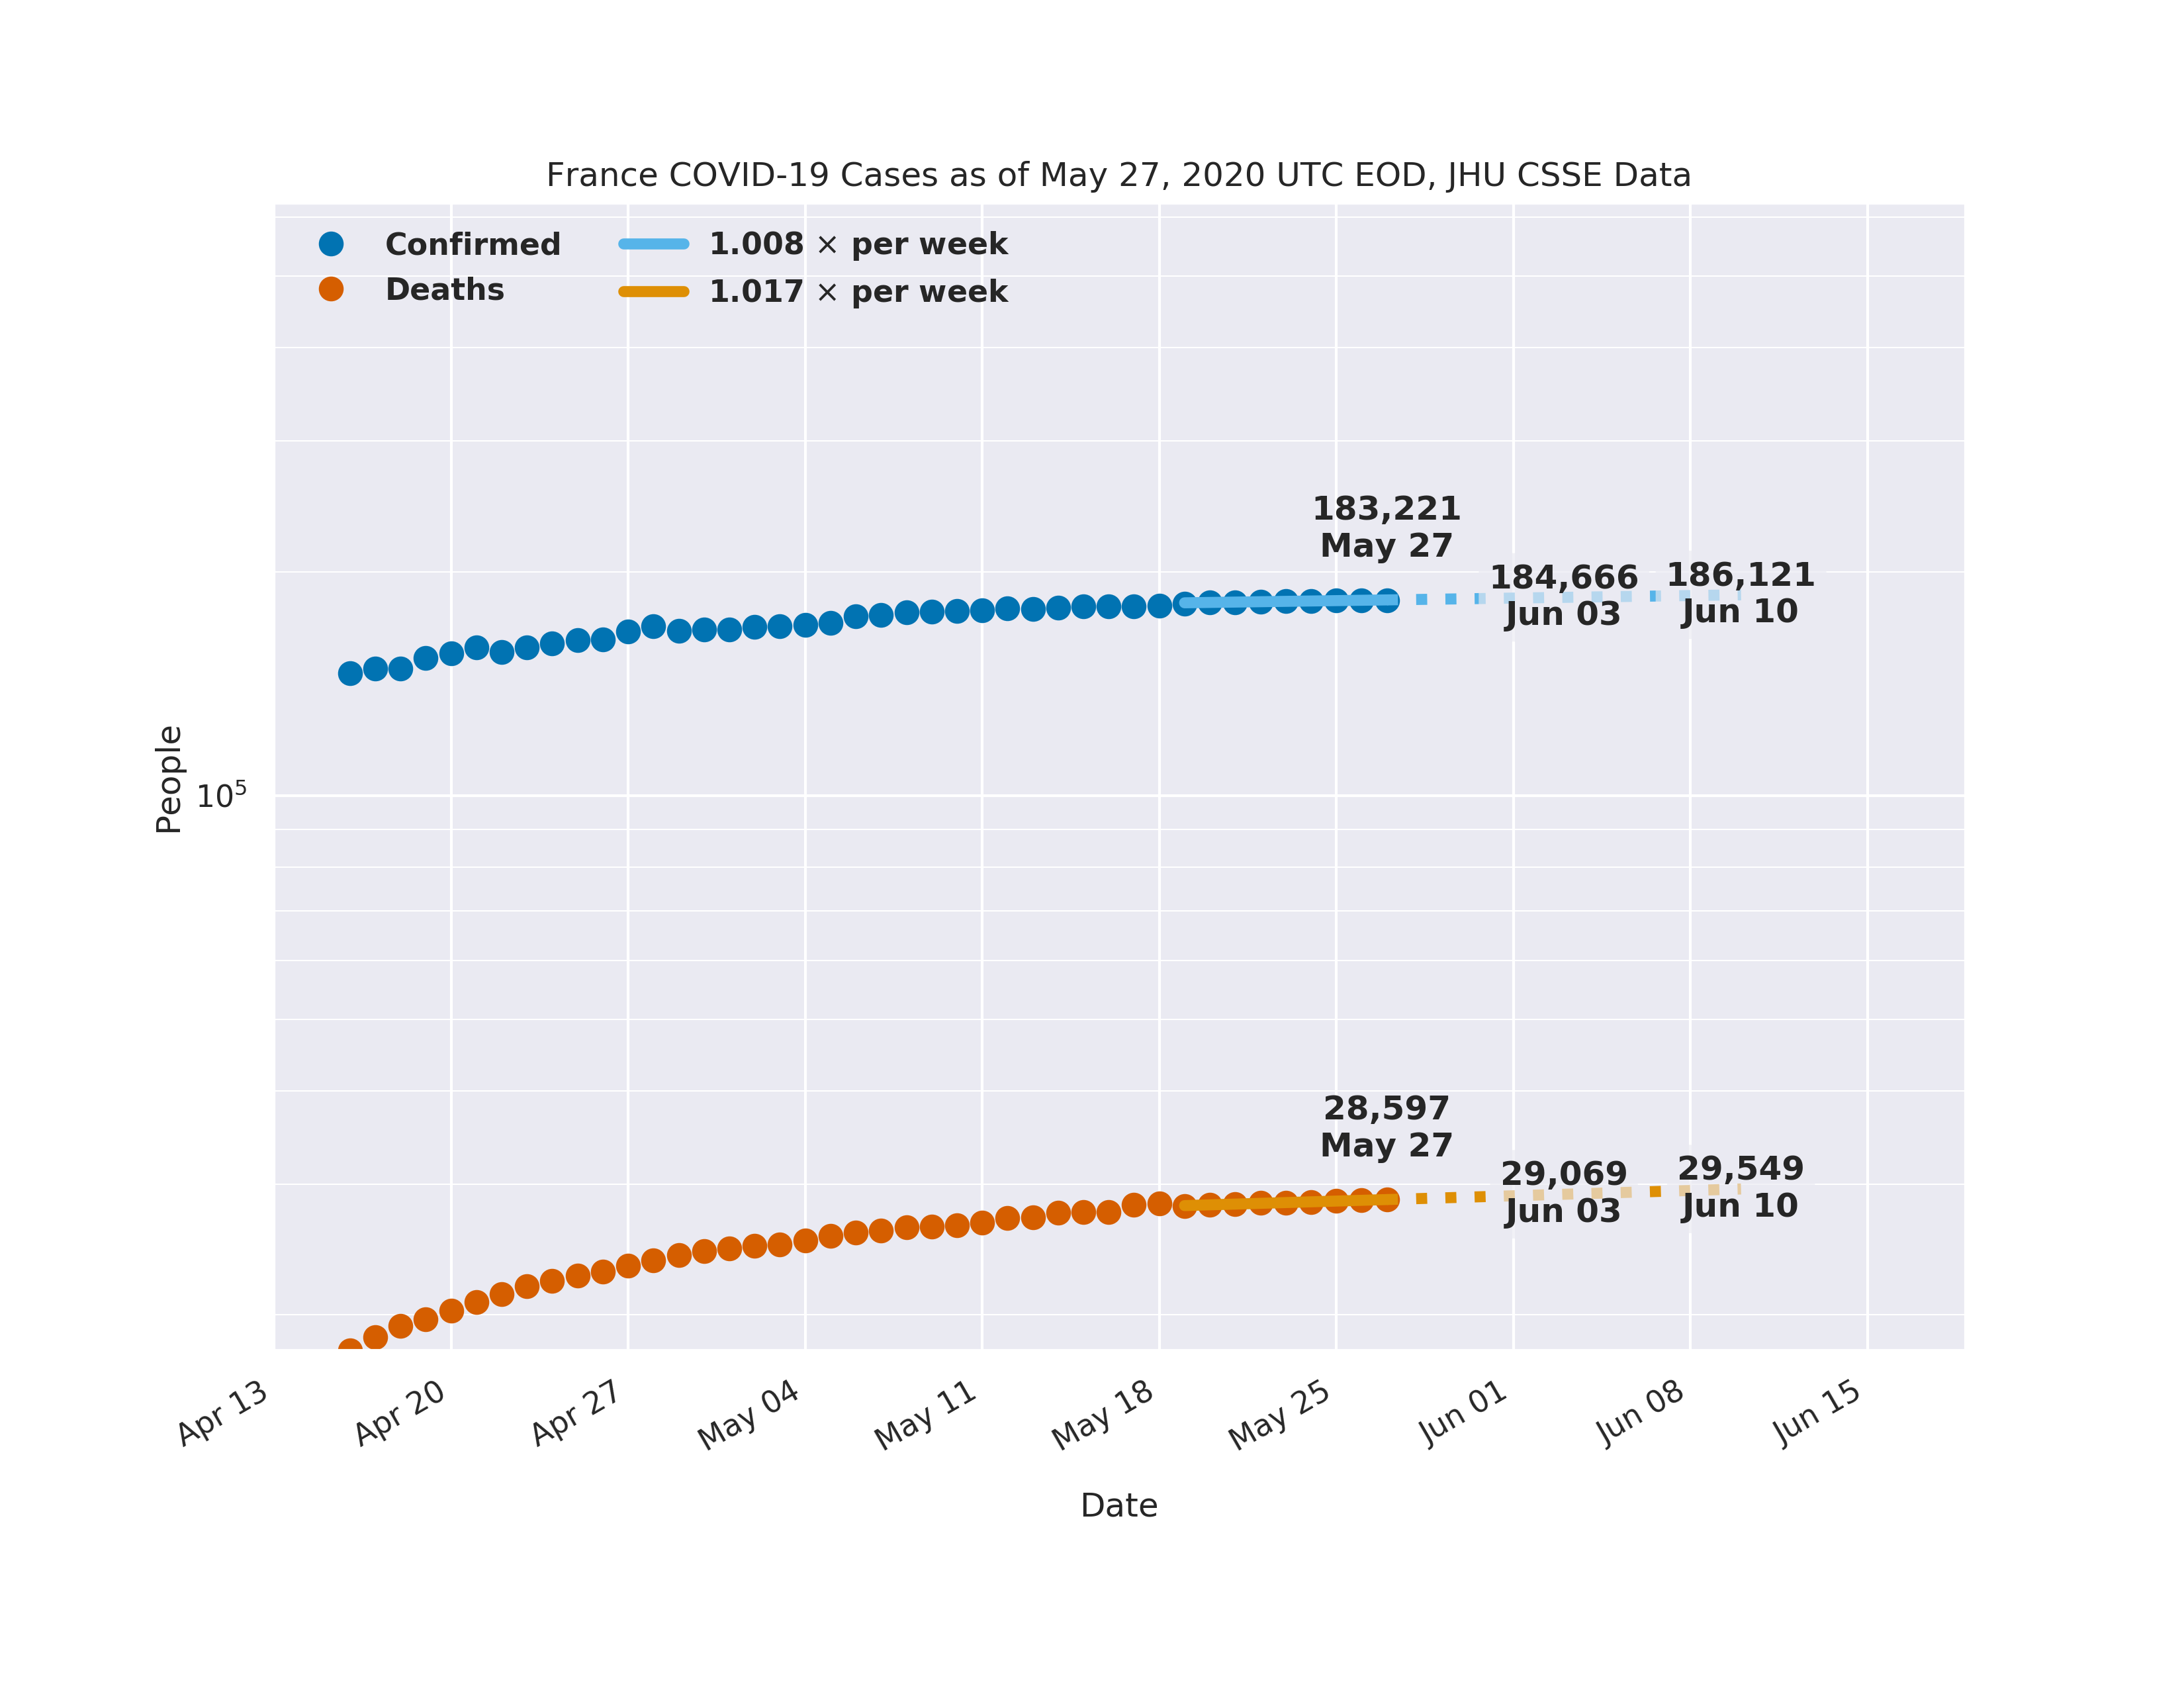 France COVID-19 Cases as of May 27, 2020 UTC EOD, JHU CSSE Data
Confirmed
Deaths
1.008 × per week
1.017 × per week
183,221
May 27
184,666
Jun 03
186,121
Jun 10
People
10⁵
28,597
May 27
29,069
Jun 03
29,549
Jun 10
Apr 13
Apr 20
Apr 27
May 04
May 11
May 18
May 25
Jun 01
Jun 08
Jun 15
Date